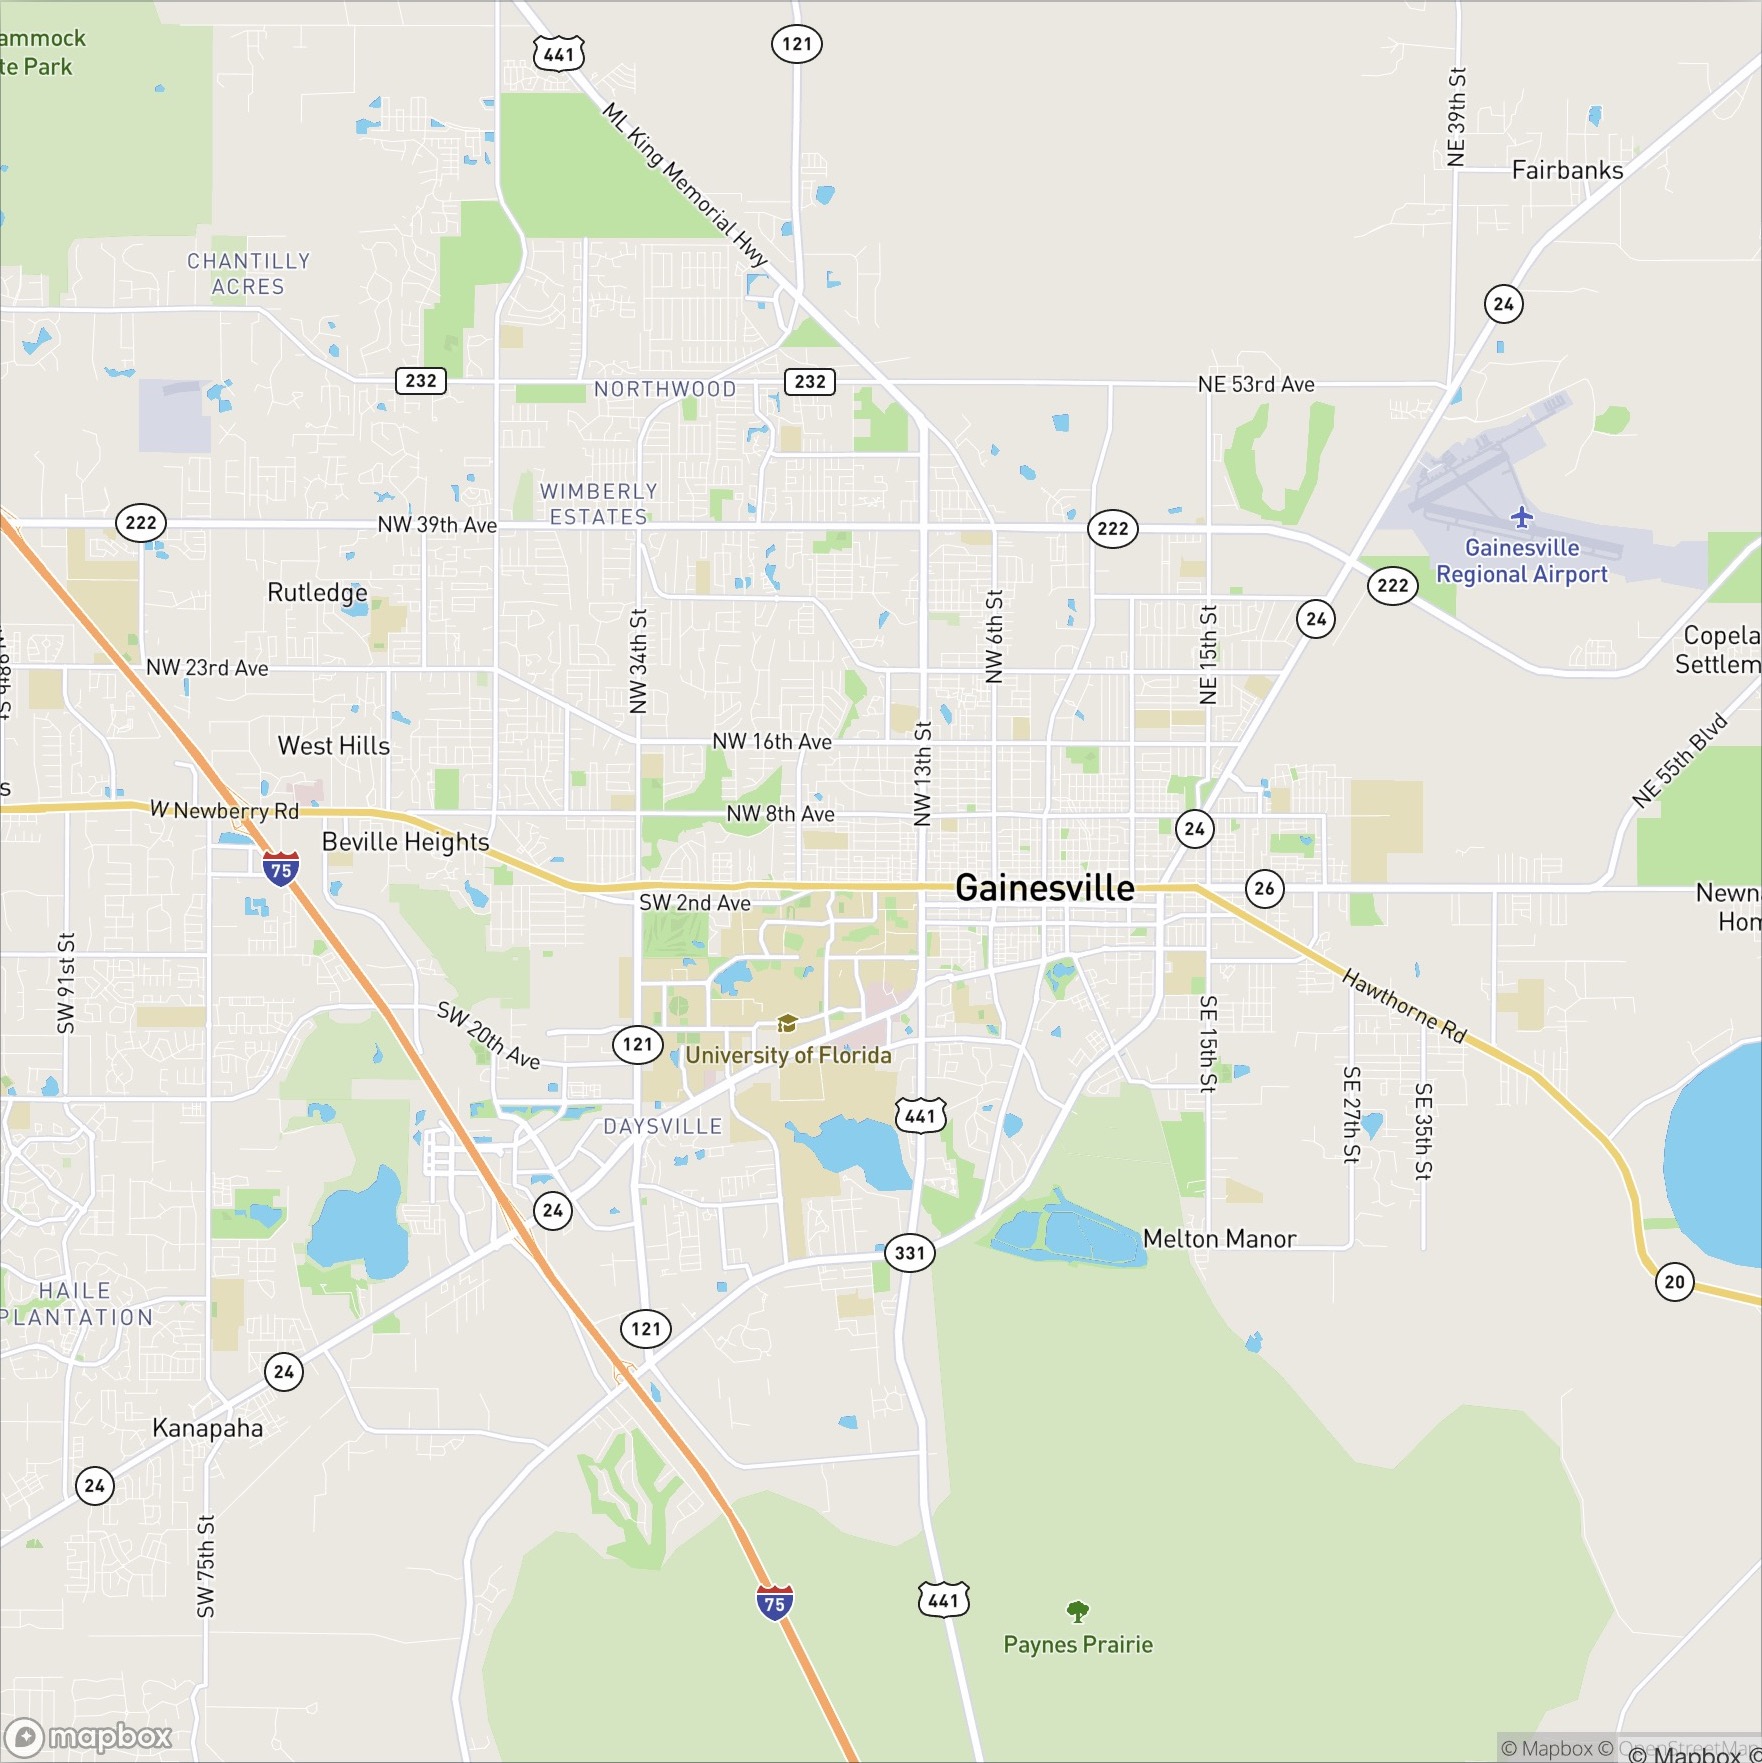 ammock
te Park
441
121
ML King Memorial Hwy
NE 39th St
Fairbanks
CHANTILLY
ACRES
24
232
NORTHWOOD
232
NE 53rd Ave
WIMBERLY
ESTATES
222
NW 39th Ave
222
Gainesville
Regional Airport
Rutledge
222
NW 34th St
NW 6th St
NE 15th St
24
Copela
Settlem
NW 23rd Ave
West Hills
NW 16th Ave
NW 13th St
NE 55th Blvd
s
W Newberry Rd
NW 8th Ave
24
Beville Heights
75
Gainesville
26
SW 2nd Ave
Newna
Hom
SW 91st St
Hawthorne Rd
SW 20th Ave
121
University of Florida
SE 15th St
441
DAYSVILLE
SE 27th St
SE 35th St
24
331
Melton Manor
20
HAILE
PLANTATION
121
24
Kanapaha
24
SW 75th St
75
441
Paynes Prairie
mapbox
© Mapbox © OpenStreetMap
© Mapbox ©